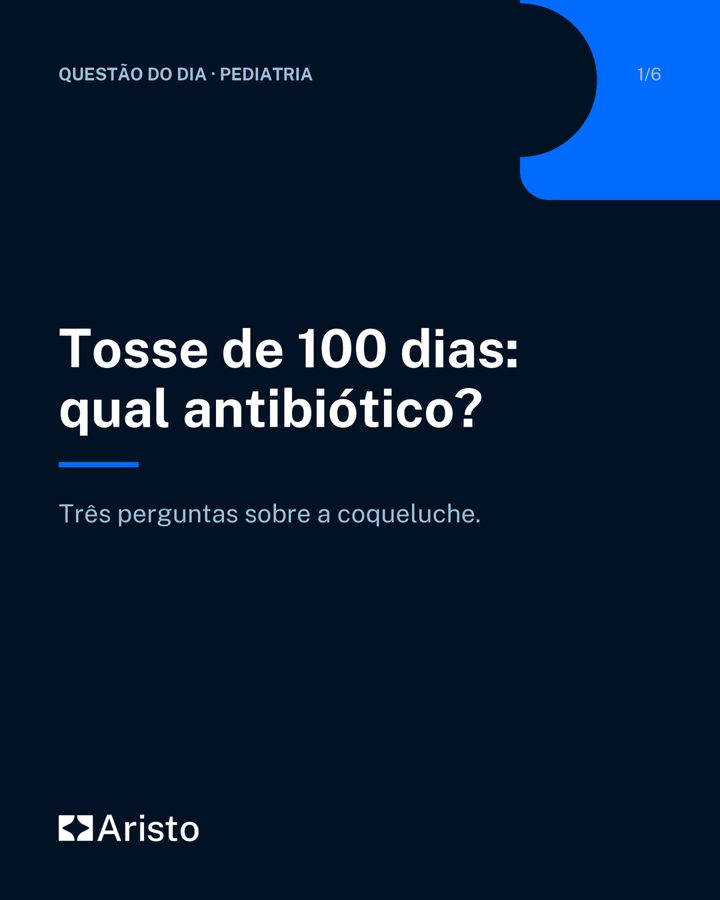 QUESTÃO DO DIA · PEDIATRIA
1/6
Tosse de 100 dias:
qual antibiótico?
Três perguntas sobre a coqueluche.
Aristo